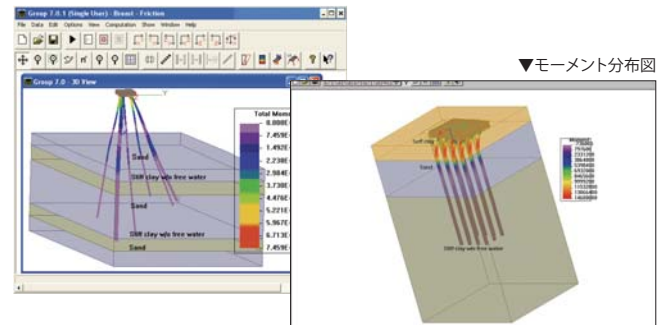 Group 7.0.1 (Single User) - Breast - Friction
File Data Edit Options View Computation Show Window Help
▼モーメント分布図
Group 7.0 - 3D View
Y
Total Mome
Sand
Stiff clay w/o free water
Sand
Stiff clay w/o free water
Sand
7.459E-
1.492E-
2.238E-
2.984E-
3.730E-
4.476E-
5.221E-
5.967E-
6.713E-
7.459E-
Soft clay
Sand
Stiff clay w/o free water